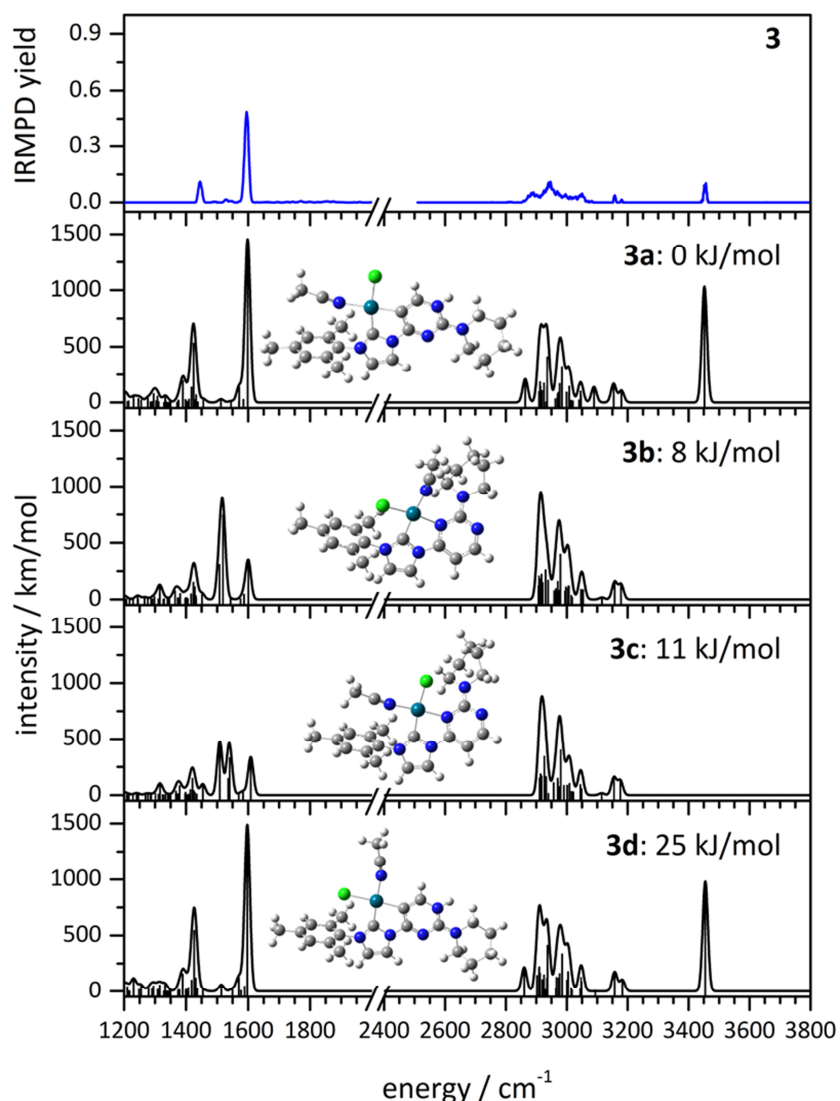 3
IRMPD yield
0.9
0.6
0.3
0.0
intensity / km/mol
1500
1000
500
0
3a: 0 kJ/mol
1500
1000
500
0
3b: 8 kJ/mol
1500
1000
500
0
3c: 11 kJ/mol
1500
1000
500
0
3d: 25 kJ/mol
1200 1400 1600 1800 2400 2600 2800 3000 3200 3400 3600 3800
energy / cm⁻¹